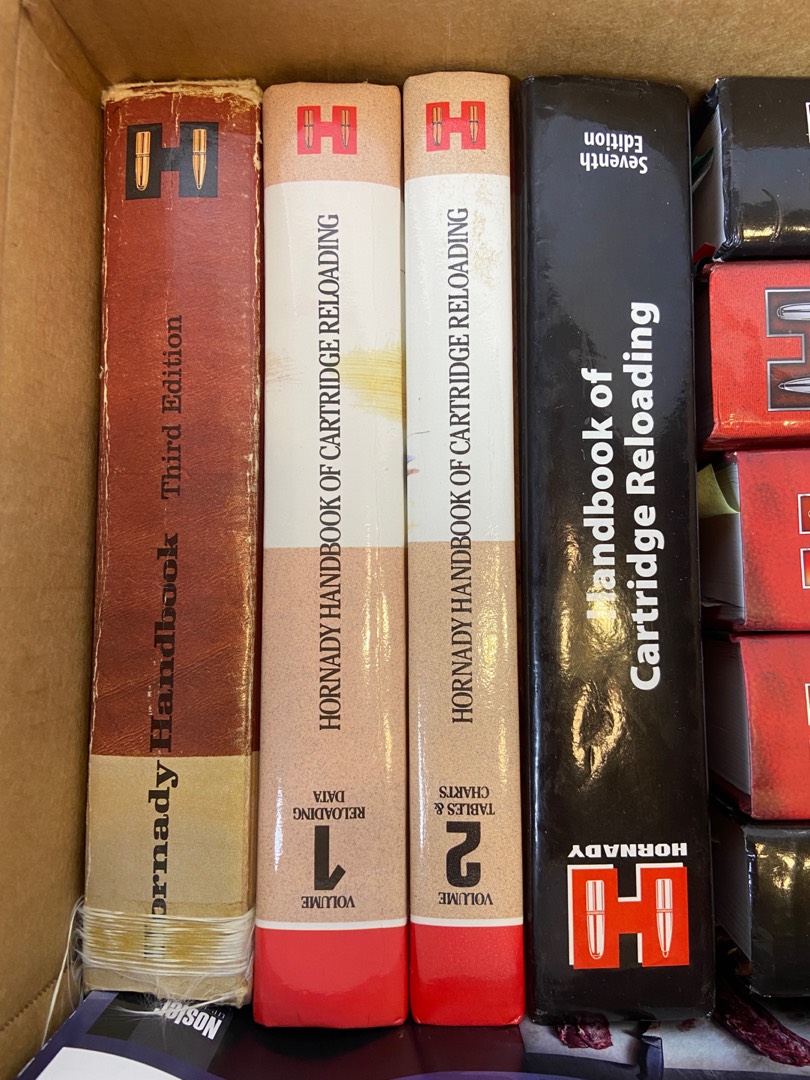 Hornady Handbook Third Edition
HORNADY HANDBOOK OF CARTRIDGE RELOADING
VOLUME
1
RELOADING
DATA
HORNADY HANDBOOK OF CARTRIDGE RELOADING
VOLUME
2
TABLES &
CHARTS
Seventh
Edition
Handbook of
Cartridge Reloading
HORNADY
H
Nosler